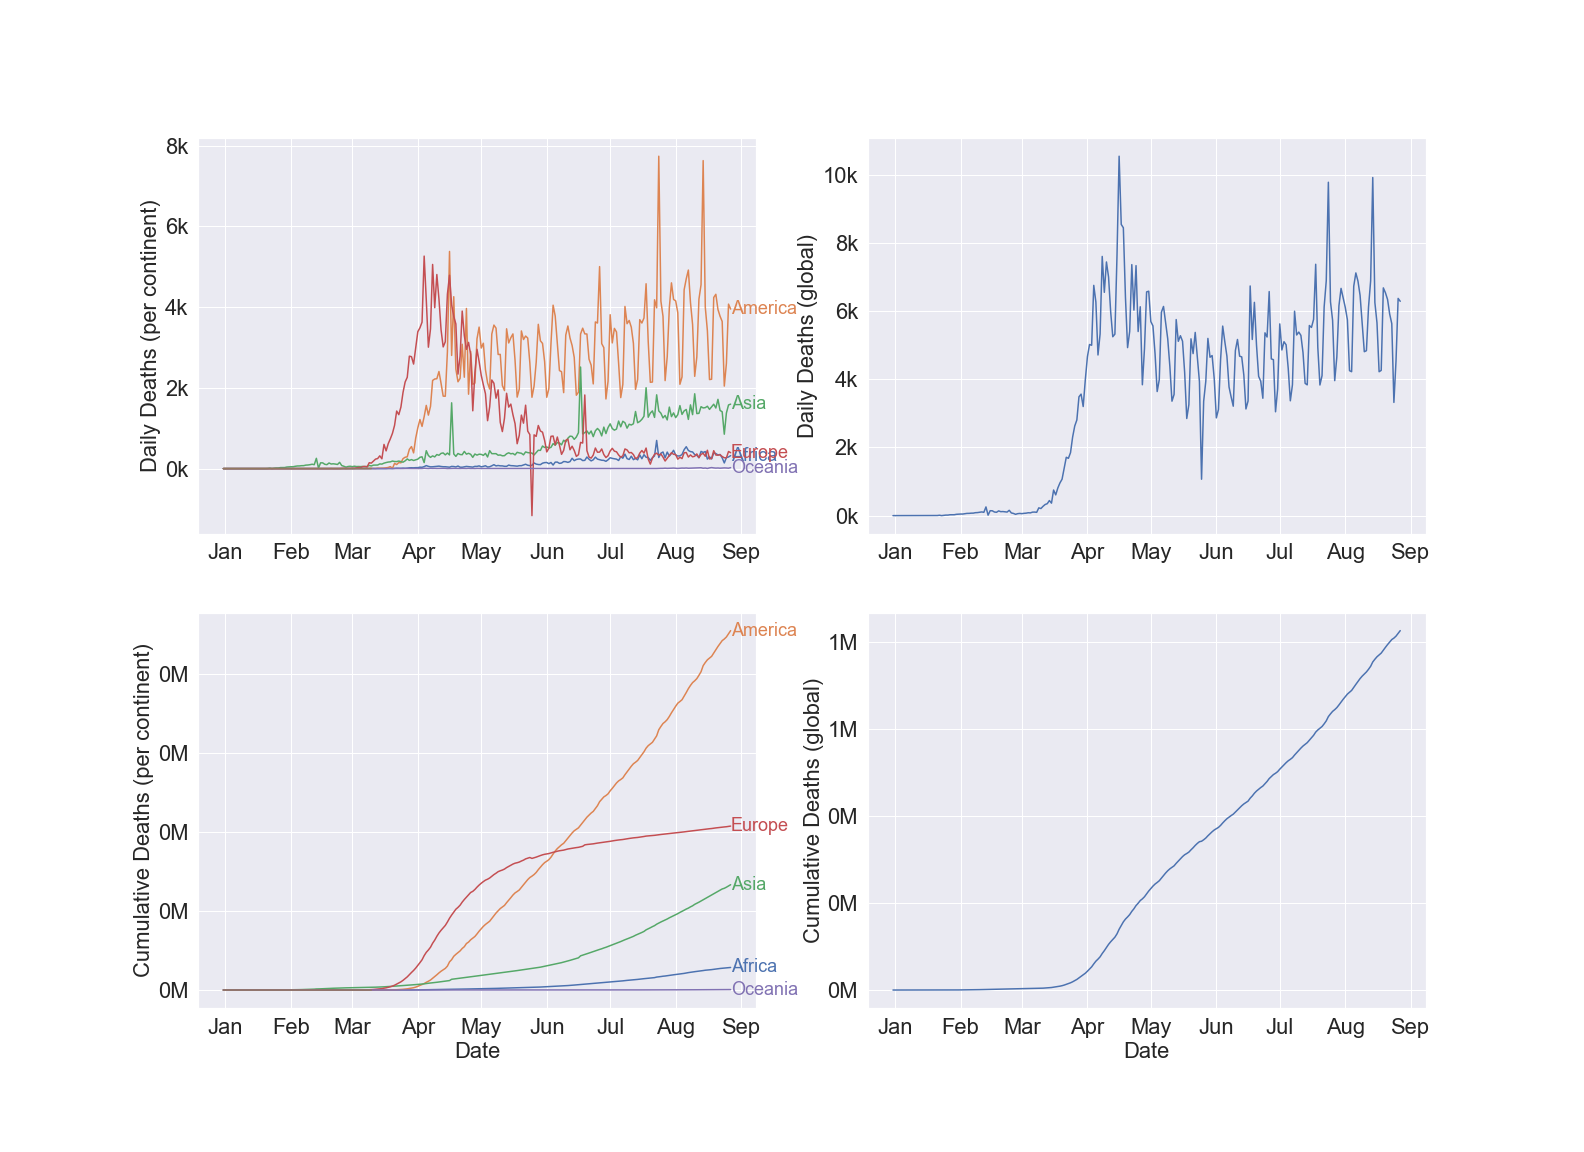 Daily Deaths (per continent)
8k
6k
4k
2k
0k
America
Asia
Europe
Africa
Oceania
Jan Feb Mar Apr May Jun Jul Aug Sep
Daily Deaths (global)
10k
8k
6k
4k
2k
0k
Jan Feb Mar Apr May Jun Jul Aug Sep
Cumulative Deaths (per continent)
0M
0M
0M
0M
0M
America
Europe
Asia
Africa
Oceania
Jan Feb Mar Apr May Jun Jul Aug Sep
Date
Cumulative Deaths (global)
1M
1M
0M
0M
0M
Jan Feb Mar Apr May Jun Jul Aug Sep
Date